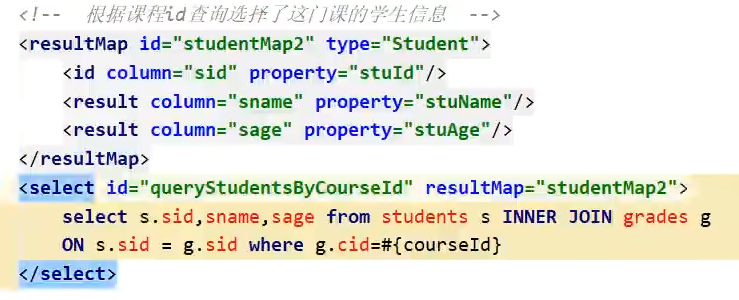 <!--  根据课程id查询选择了这门课的学生信息  -->
<resultMap id="studentMap2" type="Student">
    <id column="sid" property="stuId"/>
    <result column="sname" property="stuName"/>
    <result column="sage" property="stuAge"/>
</resultMap>
<select id="queryStudentsByCourseId" resultMap="studentMap2">
    select s.sid,sname,sage from students s INNER JOIN grades g
    ON s.sid = g.sid where g.cid=#{courseId}
</select>